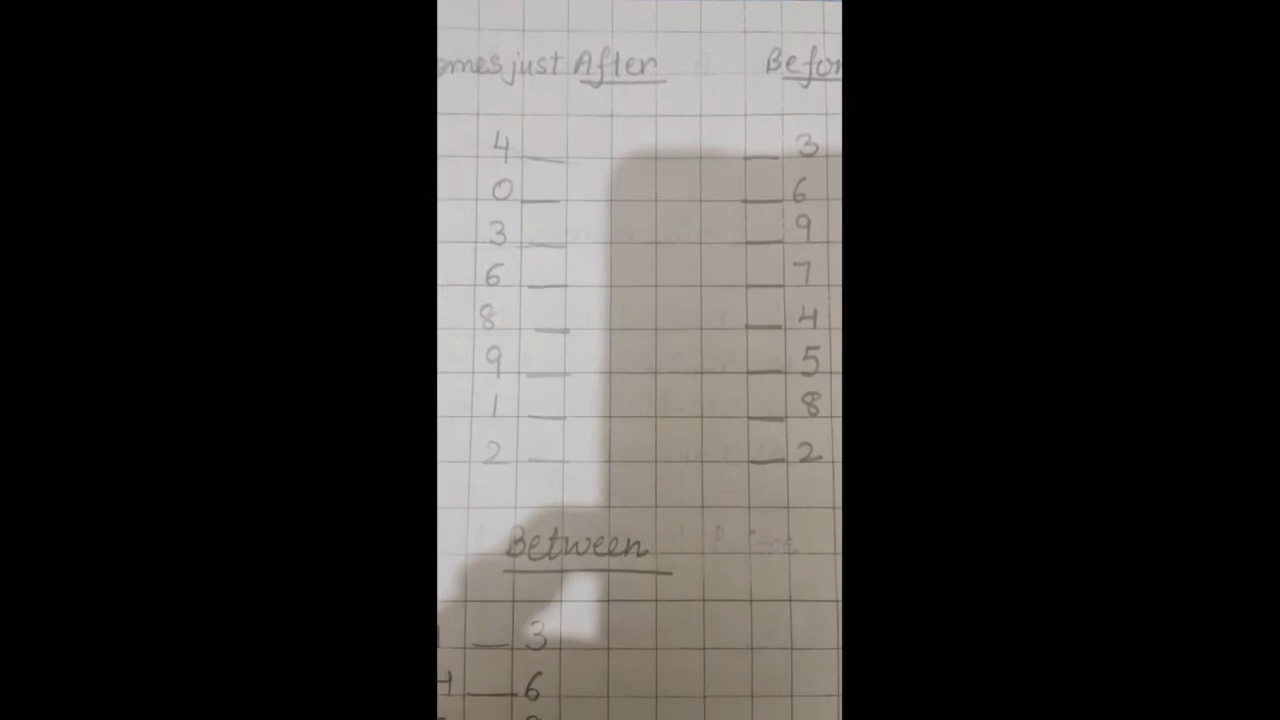 just After Befor
4 __ __ 3
0 __ __ 6
3 __ __ 9
6 __ __ 7
8 __ __ 4
9 __ __ 5
1 __ __ 8
2 __ __ 2
Between
__ 3
4 __ 6